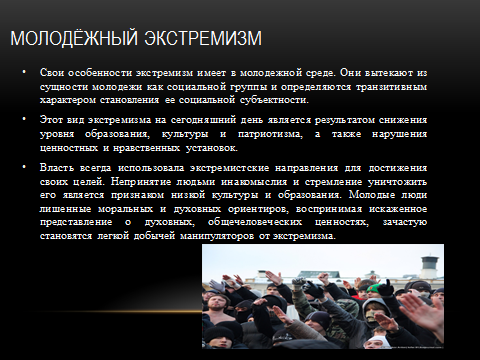 МОЛОДЁЖНЫЙ ЭКСТРЕМИЗМ
• Свои особенности экстремизм имеет в молодежной среде. Они вытекают из
сущности молодежи как социальной группы и определяются транзитивным
характером становления ее социальной субъектности.
• Этот вид экстремизма на сегодняшний день является результатом снижения
уровня образования, культуры и патриотизма, а также нарушения
ценностных и нравственных установок.
• Власть всегда использовала экстремистские направления для достижения
своих целей. Неприятие людьми инакомыслия и стремление уничтожить
его является признаком низкой культуры и образования. Молодые люди
лишенные моральных и духовных ориентиров, воспринимая искаженное
представление о духовных, общечеловеческих ценностях, зачастую
становятся легкой добычей манипуляторов от экстремизма.